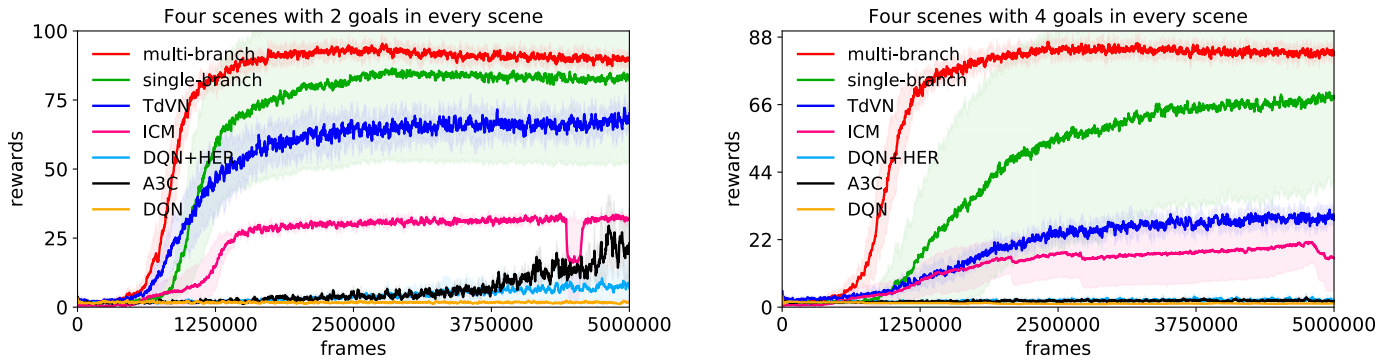 Four scenes with 2 goals in every scene
100
75
50
25
0
rewards
multi-branch
single-branch
TdVN
ICM
DQN+HER
A3C
DQN
0 1250000 2500000 3750000 5000000
frames
Four scenes with 4 goals in every scene
88
66
44
22
0
rewards
multi-branch
single-branch
TdVN
ICM
DQN+HER
A3C
DQN
0 1250000 2500000 3750000 5000000
frames